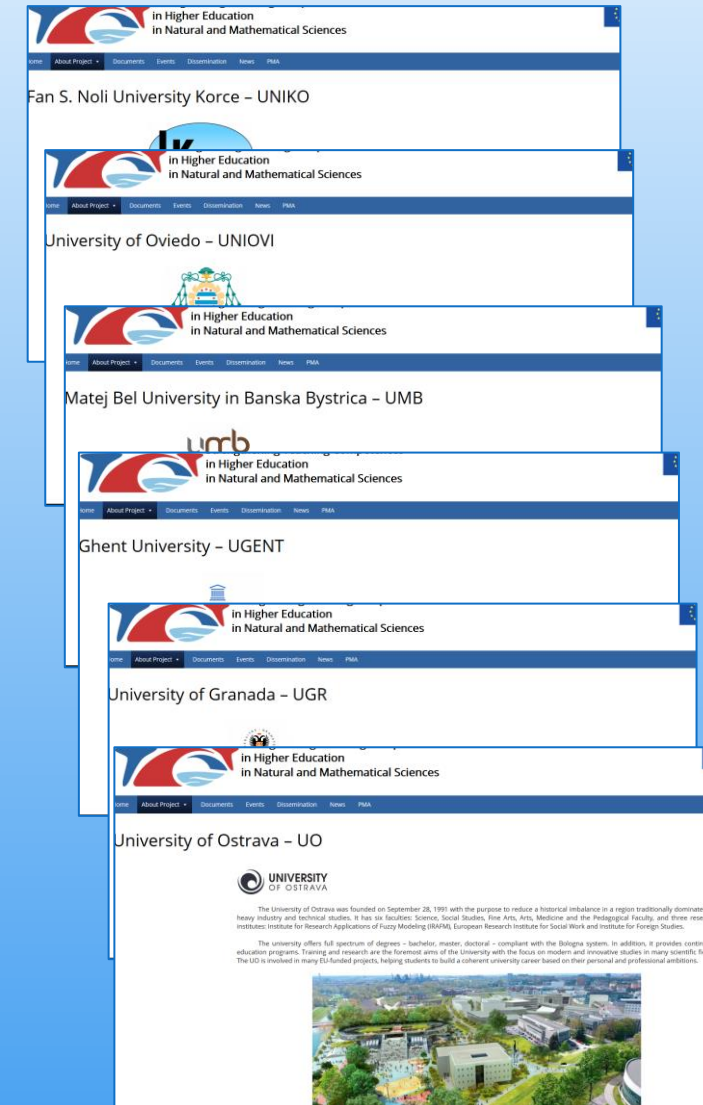 in Higher Education
in Natural and Mathematical Sciences
ome About Project Documents Events Dissemination News PMA
Fan S. Noli University Korce – UNIKO
in Higher Education
in Natural and Mathematical Sciences
ome About Project Documents Events Dissemination News PMA
University of Oviedo – UNIOVI
in Higher Education
in Natural and Mathematical Sciences
ome About Project Documents Events Dissemination News PMA
Matej Bel University in Banska Bystrica – UMB
umb
in Higher Education
in Natural and Mathematical Sciences
ome About Project Documents Events Dissemination News PMA
Ghent University – UGENT
in Higher Education
in Natural and Mathematical Sciences
ome About Project Documents Events Dissemination News PMA
University of Granada – UGR
in Higher Education
in Natural and Mathematical Sciences
ome About Project Documents Events Dissemination News PMA
University of Ostrava – UO
UNIVERSITY
OF OSTRAVA
The University of Ostrava was founded on September 28, 1991 with the purpose to reduce a historical imbalance in a region traditionally dominate
heavy industry and technical studies. It has six faculties: Science, Social Studies, Fine Arts, Arts, Medicine and the Pedagogical Faculty, and three rese
institutes: Institute for Research Applications of Fuzzy Modeling (IRAFM), European Research Institute for Social Work and Institute for Foreign Studies.
The university offers full spectrum of degrees – bachelor, master, doctoral – compliant with the Bologna system. In addition, it provides contin
education programs. Training and research are the foremost aims of the University with the focus on modern and innovative studies in many scientific fi
The UO is involved in many EU-funded projects, helping students to build a coherent university career based on their personal and professional ambitions.